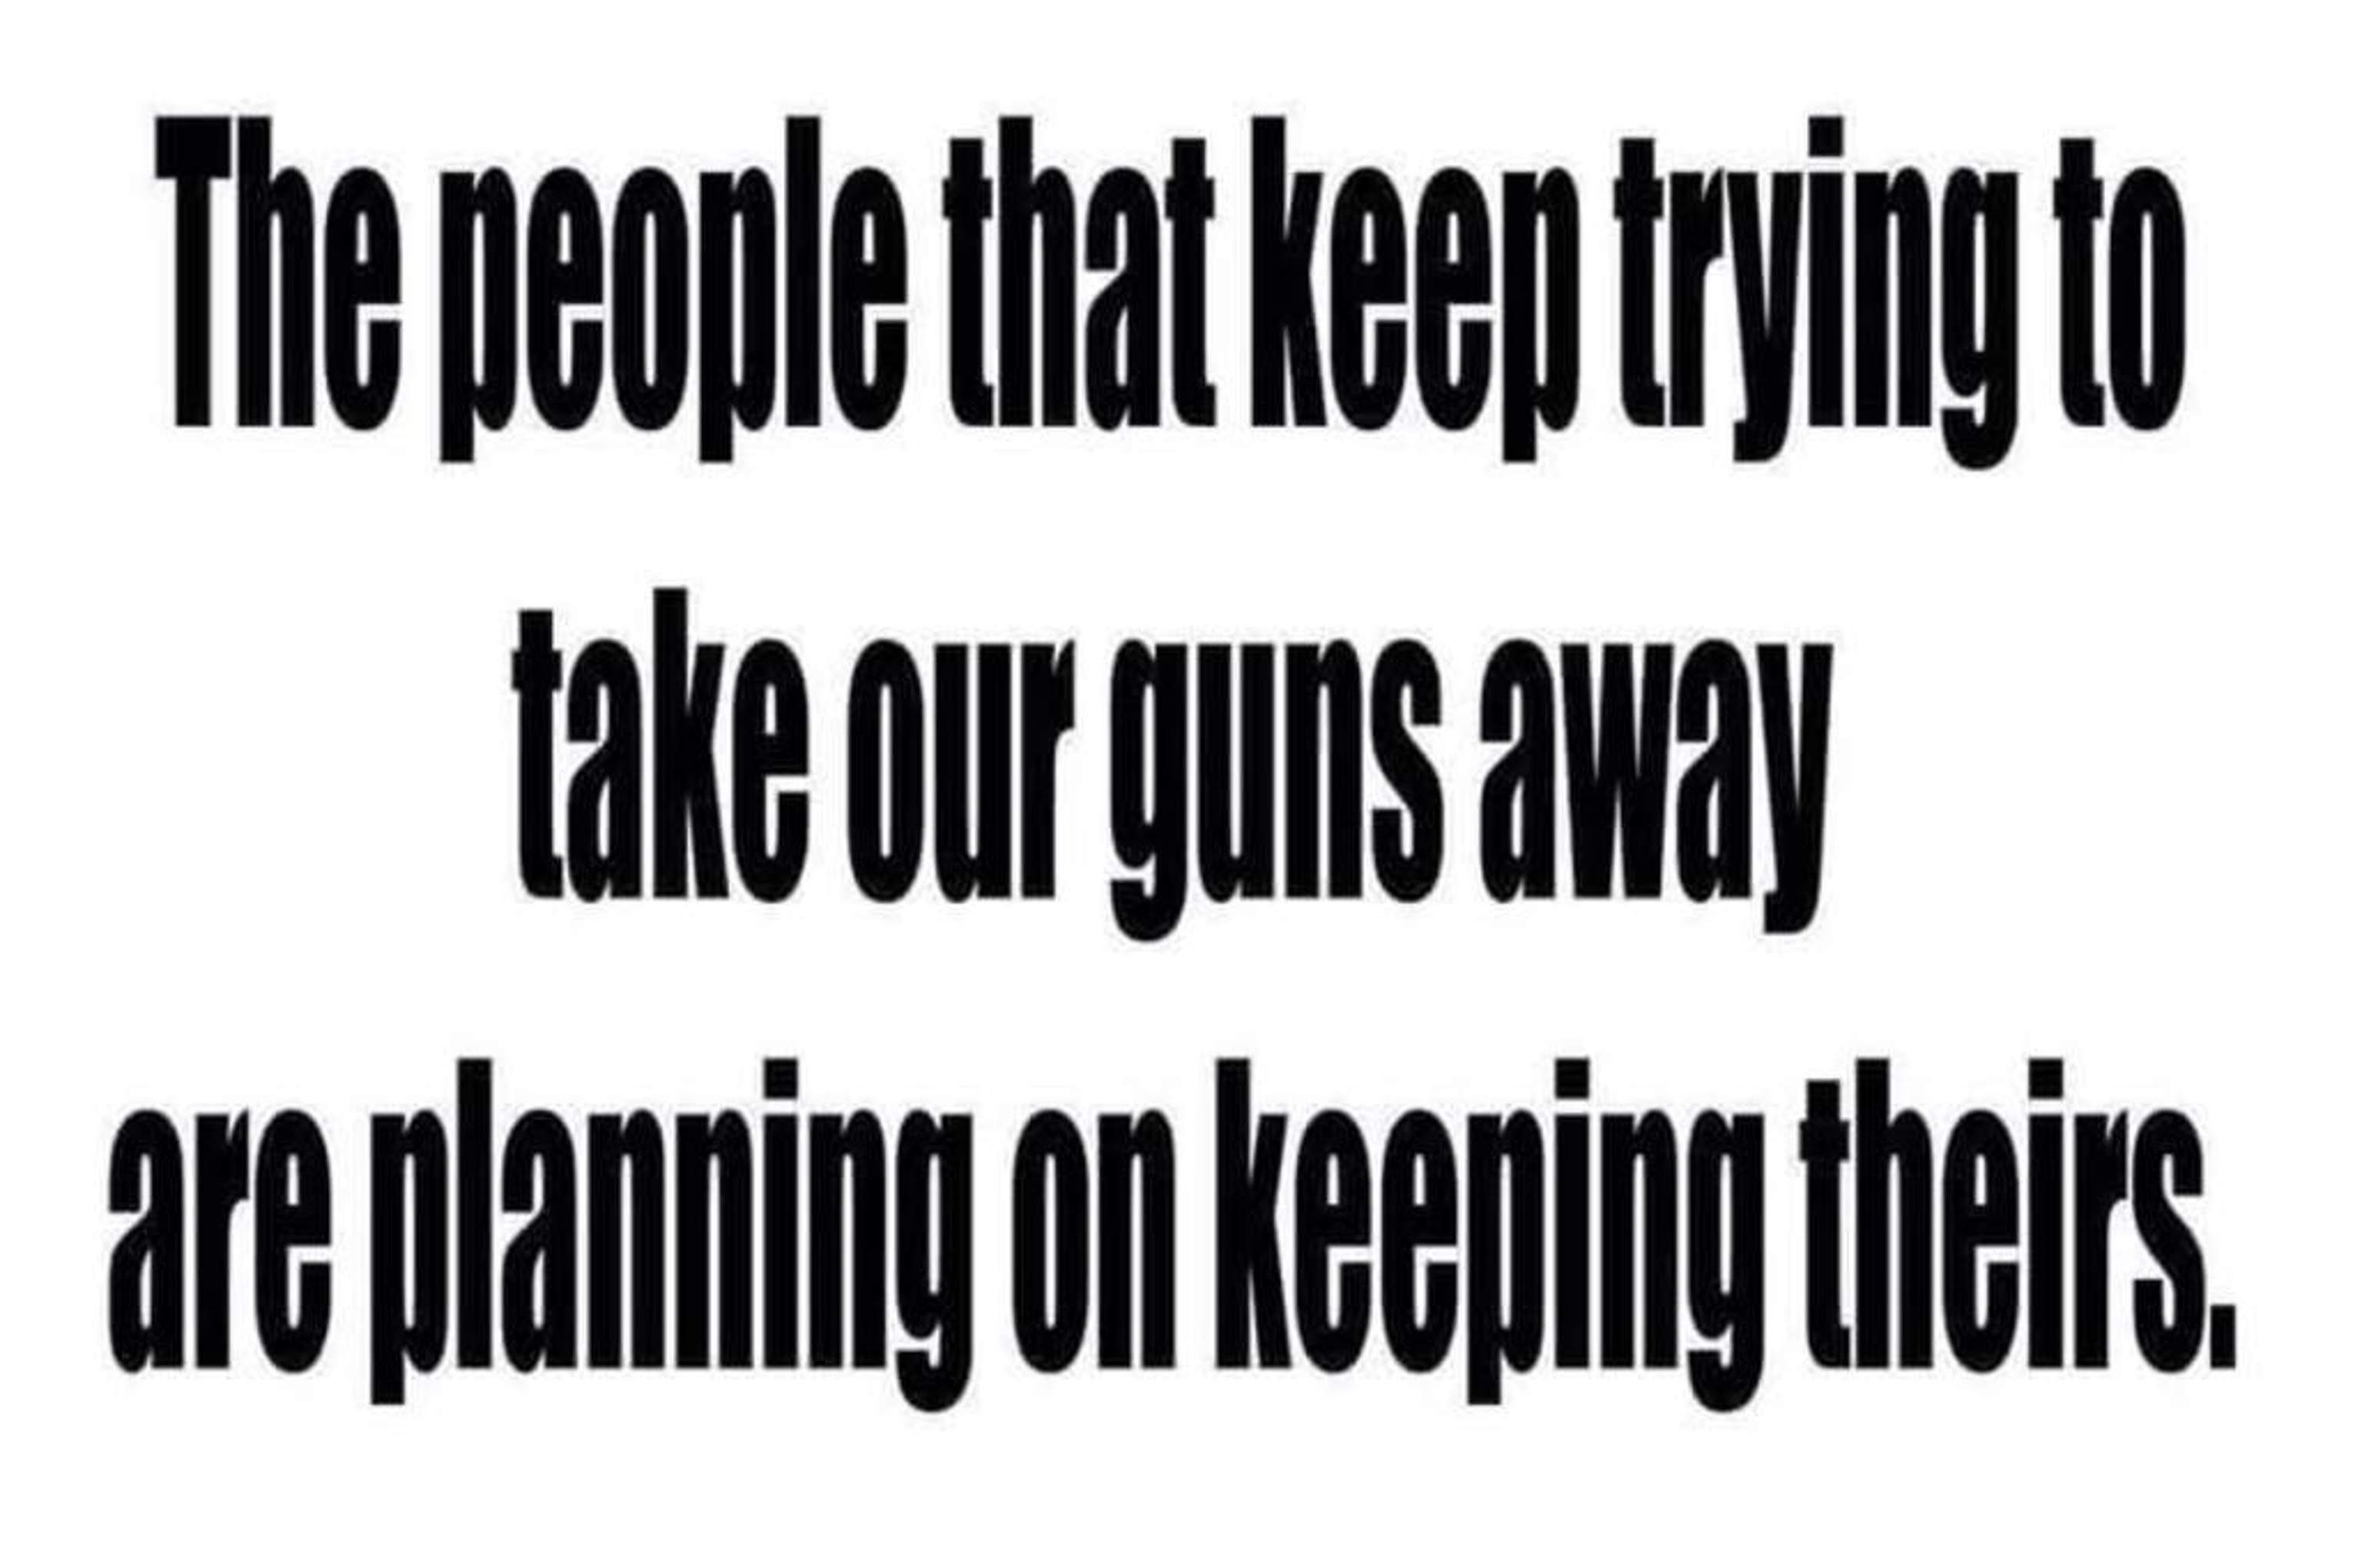 The people that keep trying to
take our guns away
are planning on keeping theirs.